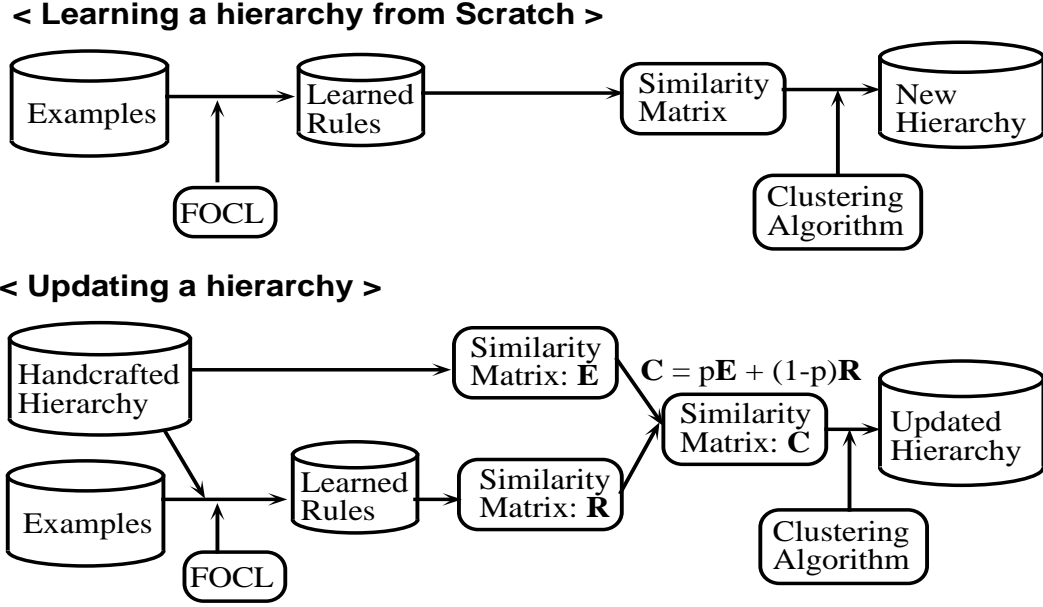 < Learning a hierarchy from Scratch >
Examples
Learned
Rules
Similarity
Matrix
New
Hierarchy
FOCL
Clustering
Algorithm
< Updating a hierarchy >
Handcrafted
Hierarchy
Similarity
Matrix: E
C = pE + (1-p)R
Similarity
Matrix: C
Updated
Hierarchy
Examples
Learned
Rules
Similarity
Matrix: R
FOCL
Clustering
Algorithm